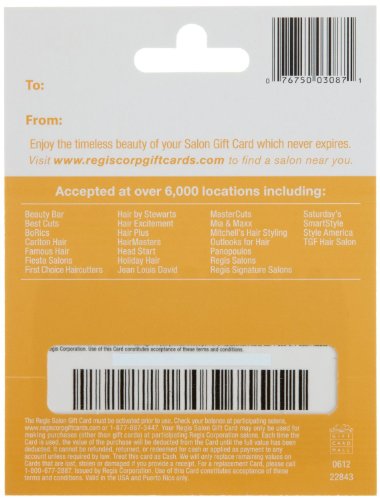 0 76750 03087 1
To:
From:
Enjoy the timeless beauty of your Salon Gift Card which never expires.
Visit www.regiscorpgiftcards.com to find a salon near you.
Accepted at over 6,000 locations including:
Beauty Bar
Best Cuts
BoRics
Carlton Hair
Famous Hair
Fiesta Salons
First Choice Haircutters
Hair by Stewarts
Hair Excitement
Hair Plus
HairMasters
Head Start
Holiday Hair
Jean Louis David
MasterCuts
Mia & Maxx
Mitchell's Hair Styling
Outlooks for Hair
Panopoulos
Regis Salons
Regis Signature Salons
Saturday's
SmartStyle
Style America
TGF Hair Salon
Regis Corporation. Use of this Card constitutes acceptance of these terms and conditions.
The Regis Salon Gift Card must be activated prior to use. Check your balance at participating salons,
www.regiscorpgiftcards.com or 1-877-857-3447. Your Regis Salon Gift Card may only be used for
making purchases (other than gift cards) at participating Regis Corporation salons. Each time the
Card is used, the value of the purchase will be deducted from the Card until the full value has been
deducted. It cannot be refunded, returned, or redeemed for cash or applied as payment to any
account unless required by law. Treat this Card as Cash. We can only replace remaining values on
Cards that are lost, stolen or damaged if you provide a receipt. For a replacement Card, please call
Use of this Card constitutes acceptance of these terms
and conditions. Valid in the USA and Puerto Rico only.
GIFT
CARD
MALL
0612
22843